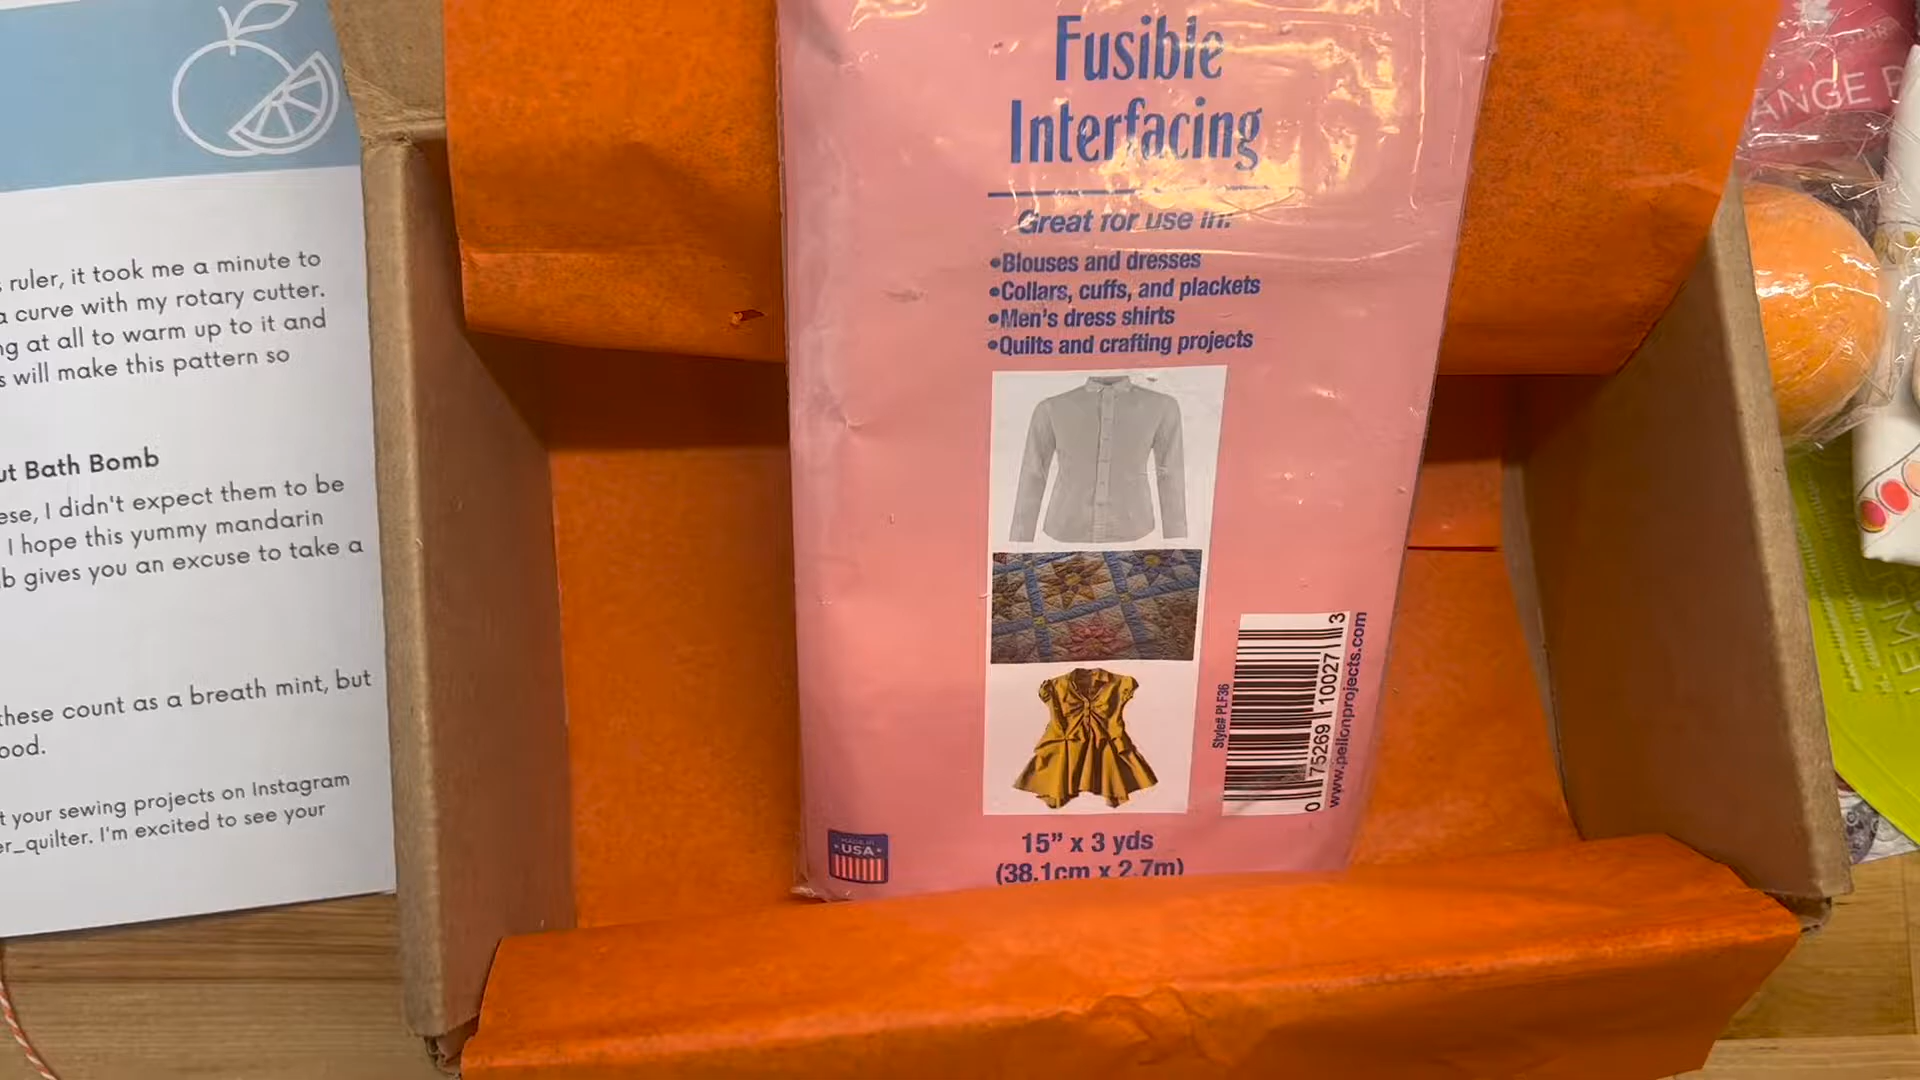 ruler, it took me a minute to
a curve with my rotary cutter.
at all to warm up to it and
will make this pattern so
Bath Bomb
I didn't expect them to be
I hope this yummy mandarin
gives you an excuse to take a
these count as a breath mint, but
your sewing projects on Instagram
I'm excited to see your
Fusible
Interfacing
Great for use in:
•Blouses and dresses
•Collars, cuffs, and plackets
•Men's dress shirts
•Quilts and crafting projects
Style# PLF36
0 75269 10027 3
www.pellonprojects.com
MADE IN
USA
15” x 3 yds
(38.1cm x 2.7m)